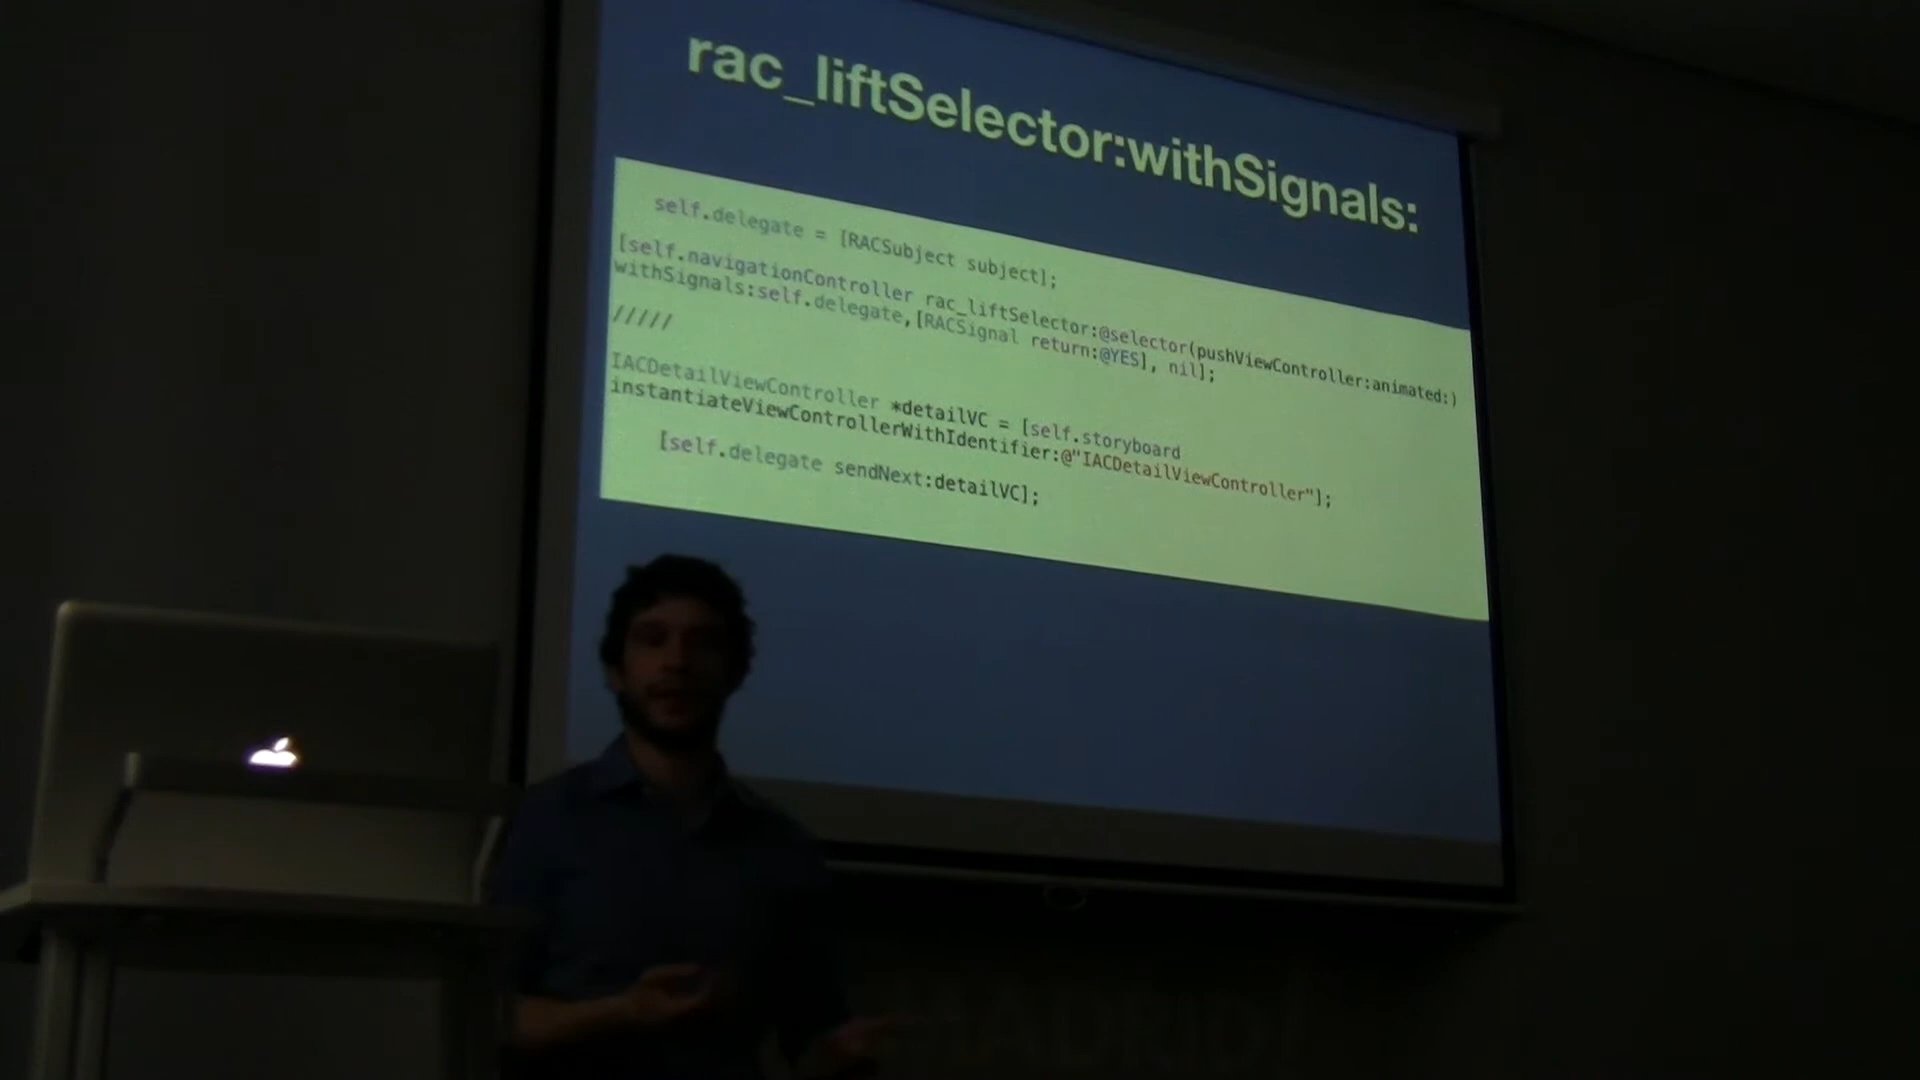 rac_liftSelector:withSignals:
self.delegate = [RACSubject subject];
[self.navigationController rac_liftSelector:@selector(pushViewController:animated:)
withSignals:self.delegate,[RACSignal return:@YES], nil];
/////
IACDetailViewController *detailVC = [self.storyboard
instantiateViewControllerWithIdentifier:@"IACDetailViewController"];
[self.delegate sendNext:detailVC];